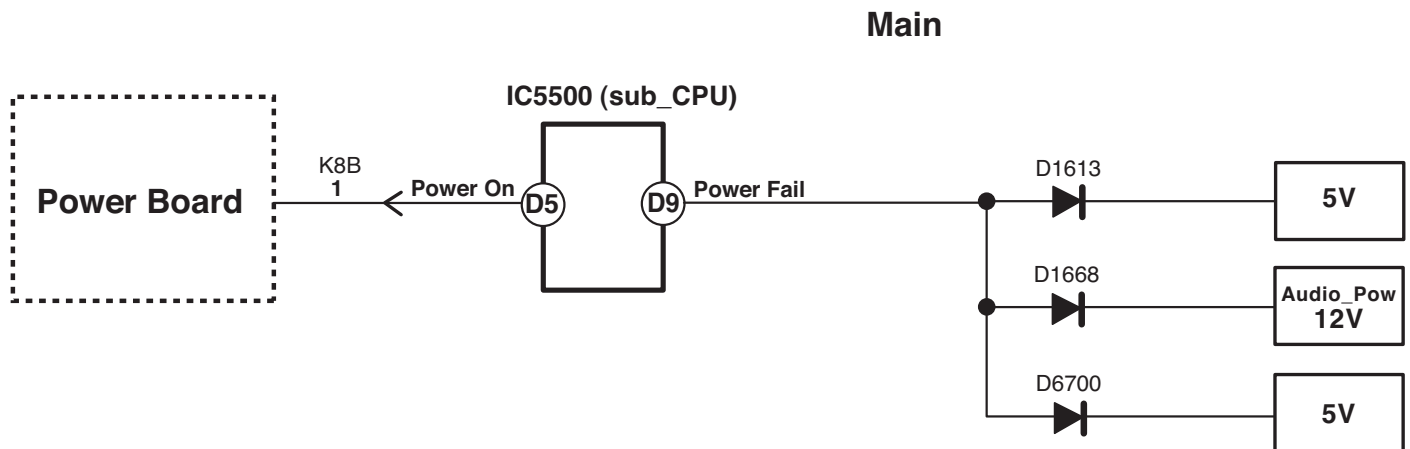 Main
IC5500 (sub_CPU)
Power Board
K8B
1
Power On
D5
D9
Power Fail
D1613
5V
D1668
Audio_Pow
12V
D6700
5V